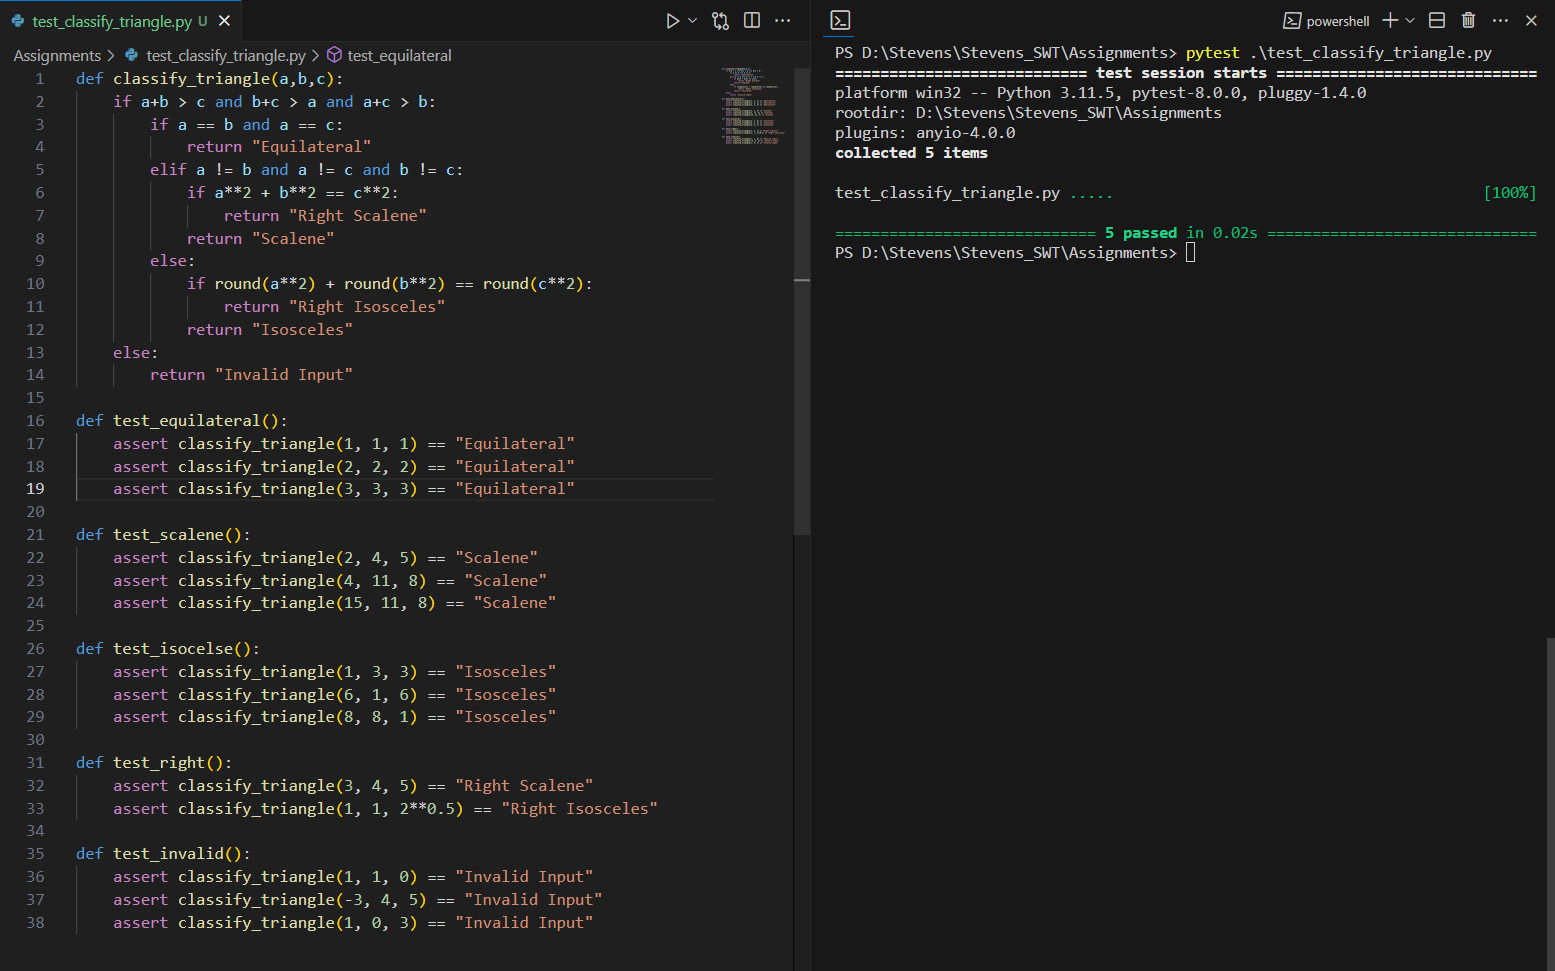 test_classify_triangle.py U
Assignments > test_classify_triangle.py > test_equilateral
1 def classify_triangle(a,b,c):
2     if a+b > c and b+c > a and a+c > b:
3         if a == b and a == c:
4             return "Equilateral"
5         elif a != b and a != c and b != c:
6             if a**2 + b**2 == c**2:
7                 return "Right Scalene"
8             return "Scalene"
9         else:
10             if round(a**2) + round(b**2) == round(c**2):
11                 return "Right Isosceles"
12             return "Isosceles"
13     else:
14         return "Invalid Input"
15
16 def test_equilateral():
17     assert classify_triangle(1, 1, 1) == "Equilateral"
18     assert classify_triangle(2, 2, 2) == "Equilateral"
19     assert classify_triangle(3, 3, 3) == "Equilateral"
20
21 def test_scalene():
22     assert classify_triangle(2, 4, 5) == "Scalene"
23     assert classify_triangle(4, 11, 8) == "Scalene"
24     assert classify_triangle(15, 11, 8) == "Scalene"
25
26 def test_isocelse():
27     assert classify_triangle(1, 3, 3) == "Isosceles"
28     assert classify_triangle(6, 1, 6) == "Isosceles"
29     assert classify_triangle(8, 8, 1) == "Isosceles"
30
31 def test_right():
32     assert classify_triangle(3, 4, 5) == "Right Scalene"
33     assert classify_triangle(1, 1, 2**0.5) == "Right Isosceles"
34
35 def test_invalid():
36     assert classify_triangle(1, 1, 0) == "Invalid Input"
37     assert classify_triangle(-3, 4, 5) == "Invalid Input"
38     assert classify_triangle(1, 0, 3) == "Invalid Input"
powershell
PS D:\Stevens\Stevens_SWT\Assignments> pytest .\test_classify_triangle.py
=========================== test session starts ============================
platform win32 -- Python 3.11.5, pytest-8.0.0, pluggy-1.4.0
rootdir: D:\Stevens\Stevens_SWT\Assignments
plugins: anyio-4.0.0
collected 5 items
test_classify_triangle.py ..... [100%]
============================ 5 passed in 0.02s =============================
PS D:\Stevens\Stevens_SWT\Assignments>